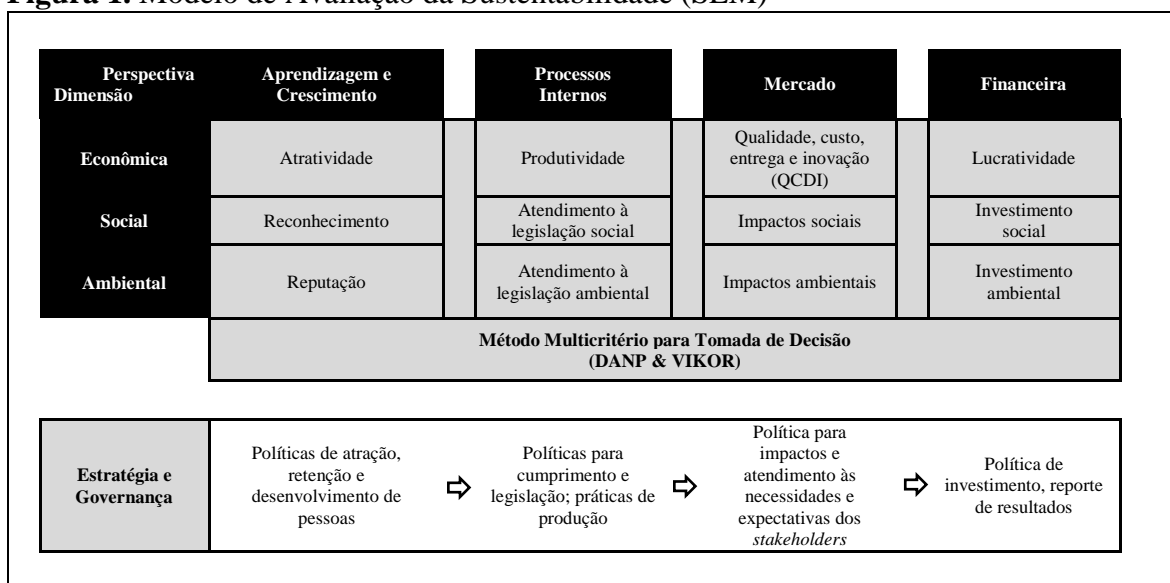 Figura 1. Modelo de Avaliação da Sustentabilidade (SEM)
Perspectiva
Dimensão
Aprendizagem e
Crescimento
Processos
Internos
Mercado
Financeira
Econômica
Atratividade
Produtividade
Qualidade, custo,
entrega e inovação
(QCDI)
Lucratividade
Social
Reconhecimento
Atendimento à
legislação social
Impactos sociais
Investimento
social
Ambiental
Reputação
Atendimento à
legislação ambiental
Impactos ambientais
Investimento
ambiental
Método Multicritério para Tomada de Decisão
(DANP & VIKOR)
Estratégia e
Governança
Políticas de atração,
retenção e
desenvolvimento de
pessoas
Políticas para
cumprimento e
legislação; práticas de
produção
Política para
impactos e
atendimento às
necessidades e
expectativas dos
stakeholders
Política de
investimento, reporte
de resultados